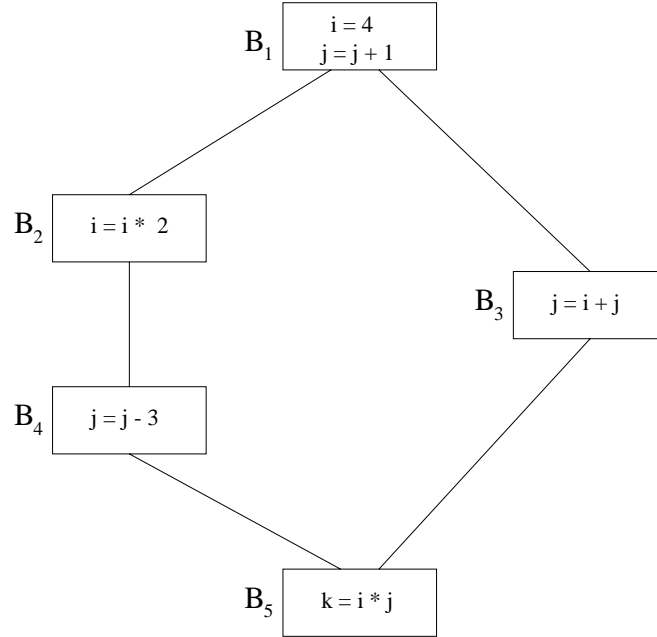 B1
i = 4
j = j + 1
B2
i = i * 2
B3
j = i + j
B4
j = j - 3
B5
k = i * j